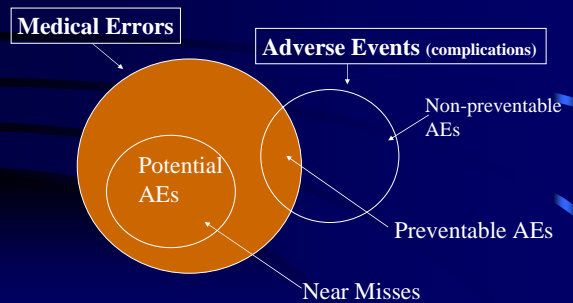 Medical Errors
Adverse Events (complications)
Non-preventable
AEs
Potential
AEs
Preventable AEs
Near Misses